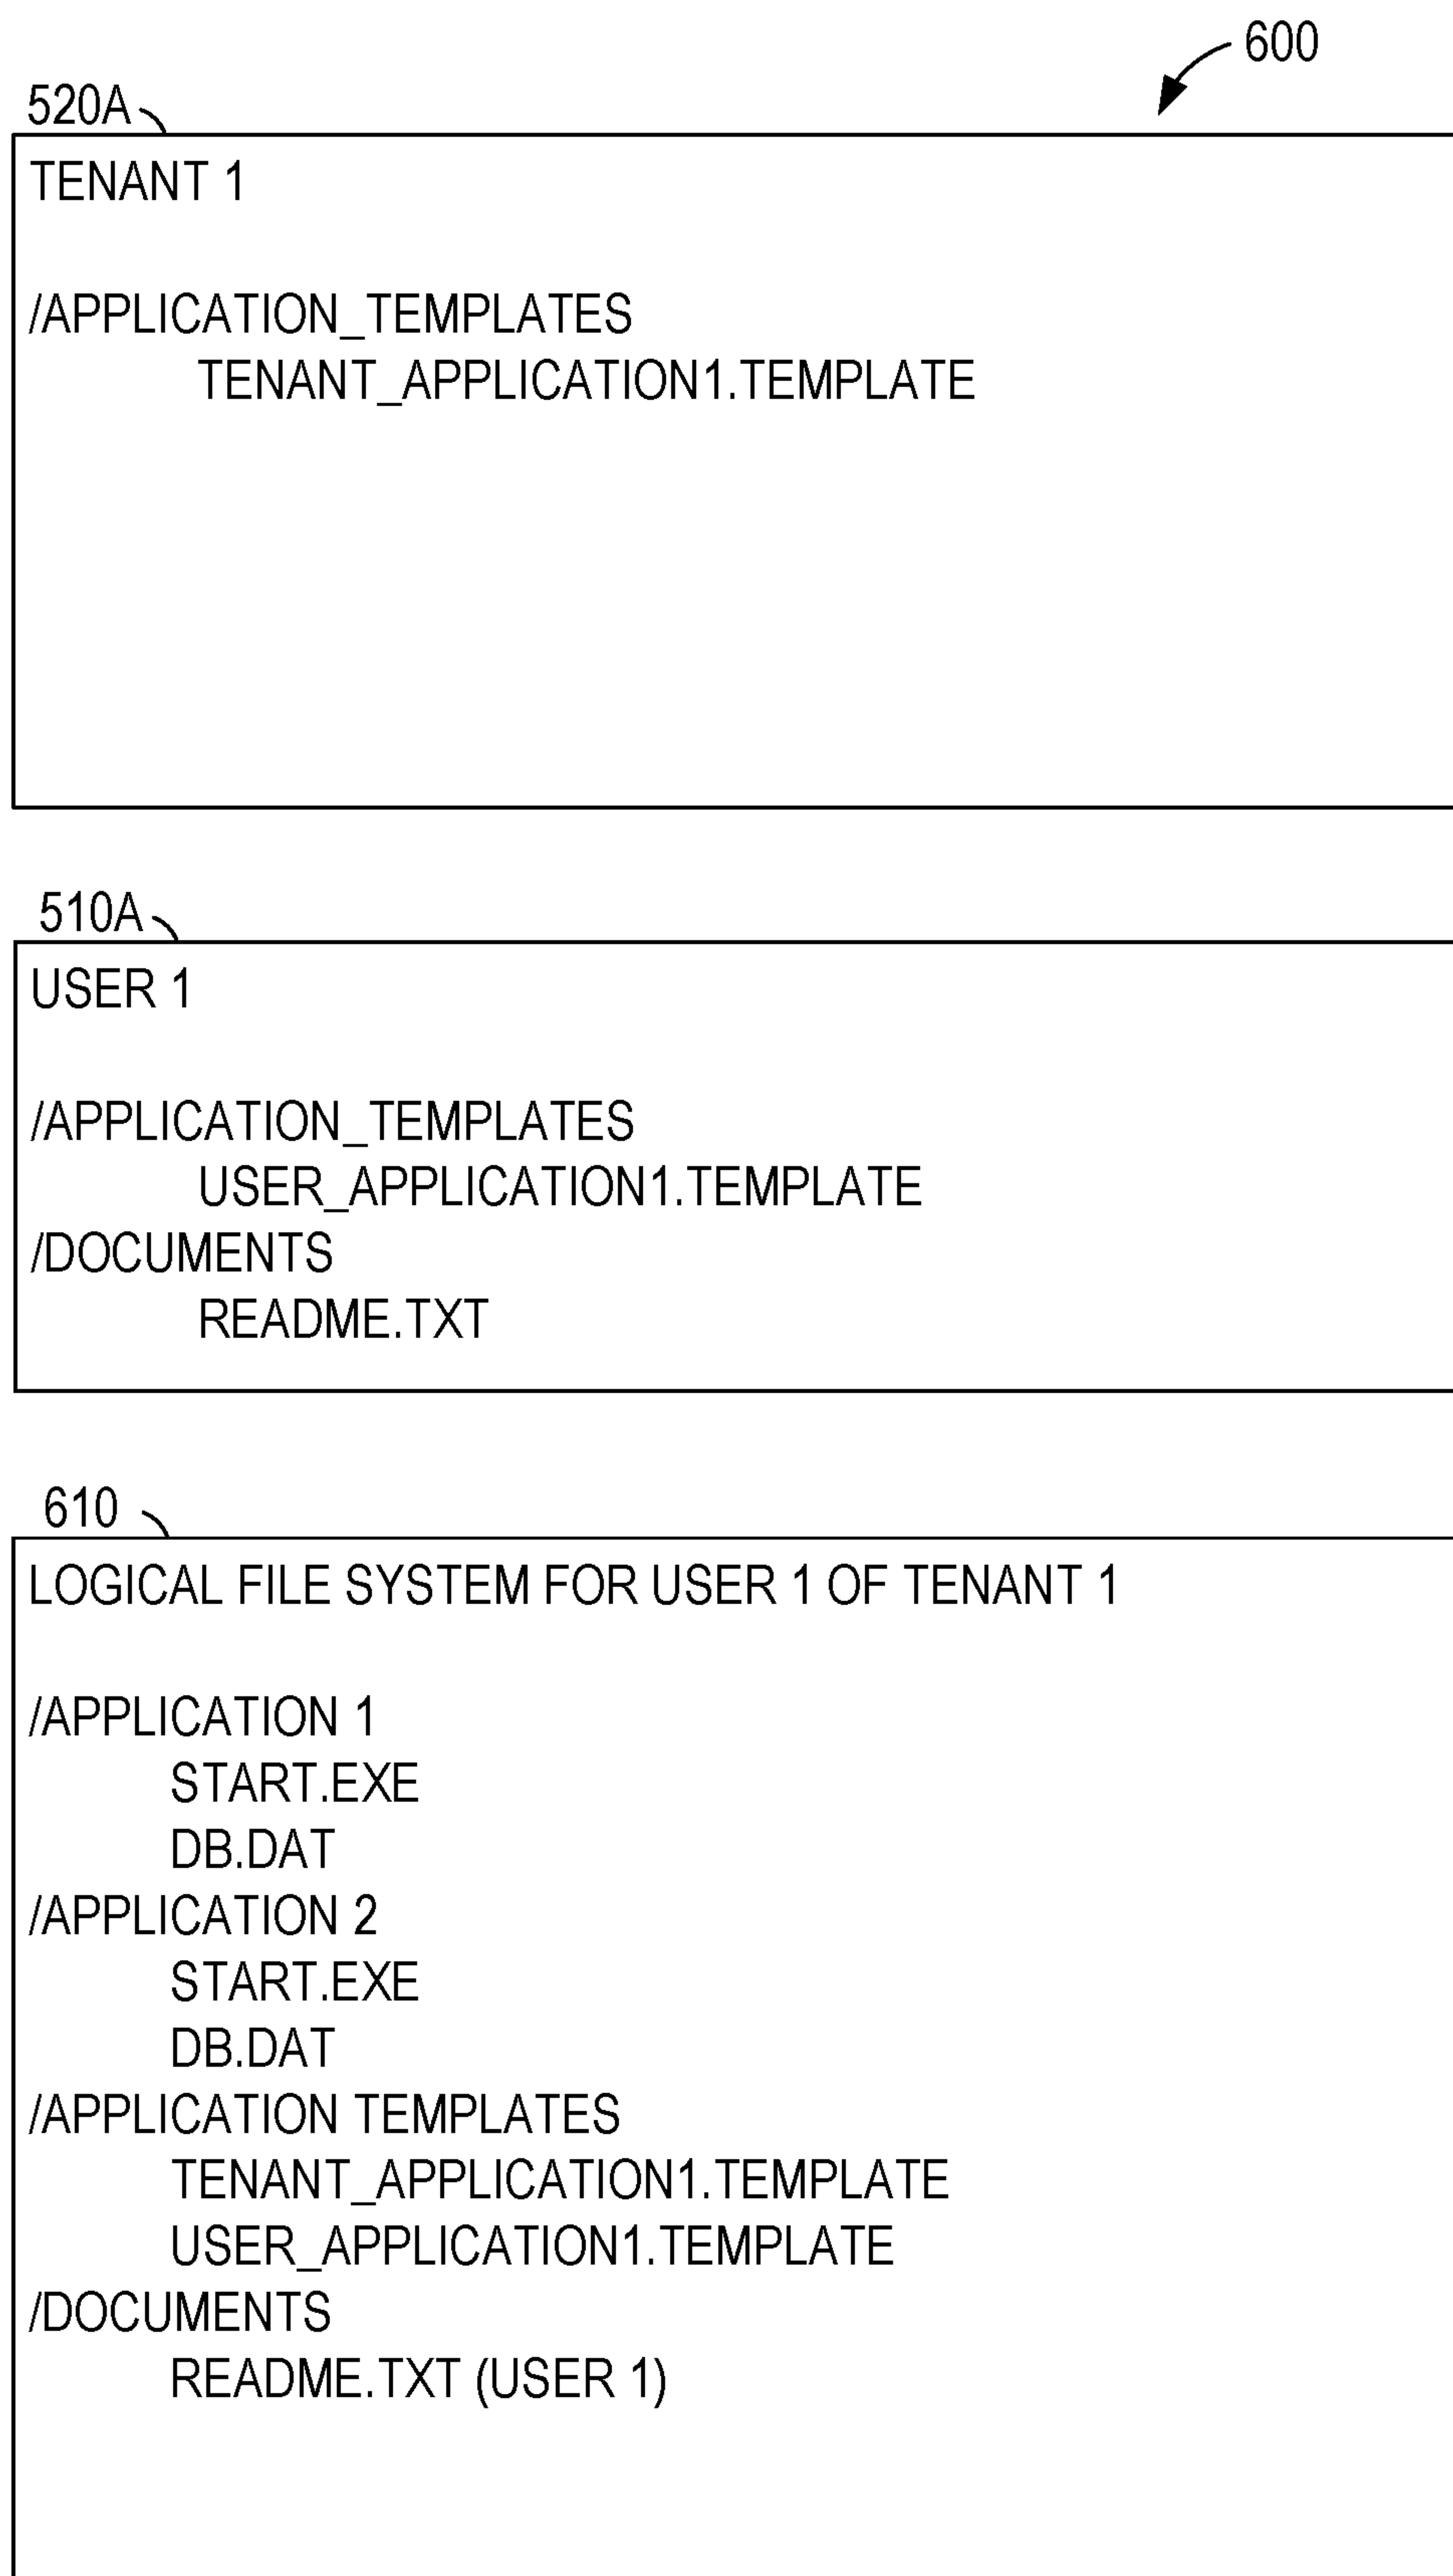 600
520A
TENANT 1
/APPLICATION_TEMPLATES
TENANT_APPLICATION1.TEMPLATE
510A
USER 1
/APPLICATION_TEMPLATES
USER_APPLICATION1.TEMPLATE
/DOCUMENTS
README.TXT
610
LOGICAL FILE SYSTEM FOR USER 1 OF TENANT 1
/APPLICATION 1
START.EXE
DB.DAT
/APPLICATION 2
START.EXE
DB.DAT
/APPLICATION TEMPLATES
TENANT_APPLICATION1.TEMPLATE
USER_APPLICATION1.TEMPLATE
/DOCUMENTS
README.TXT (USER 1)